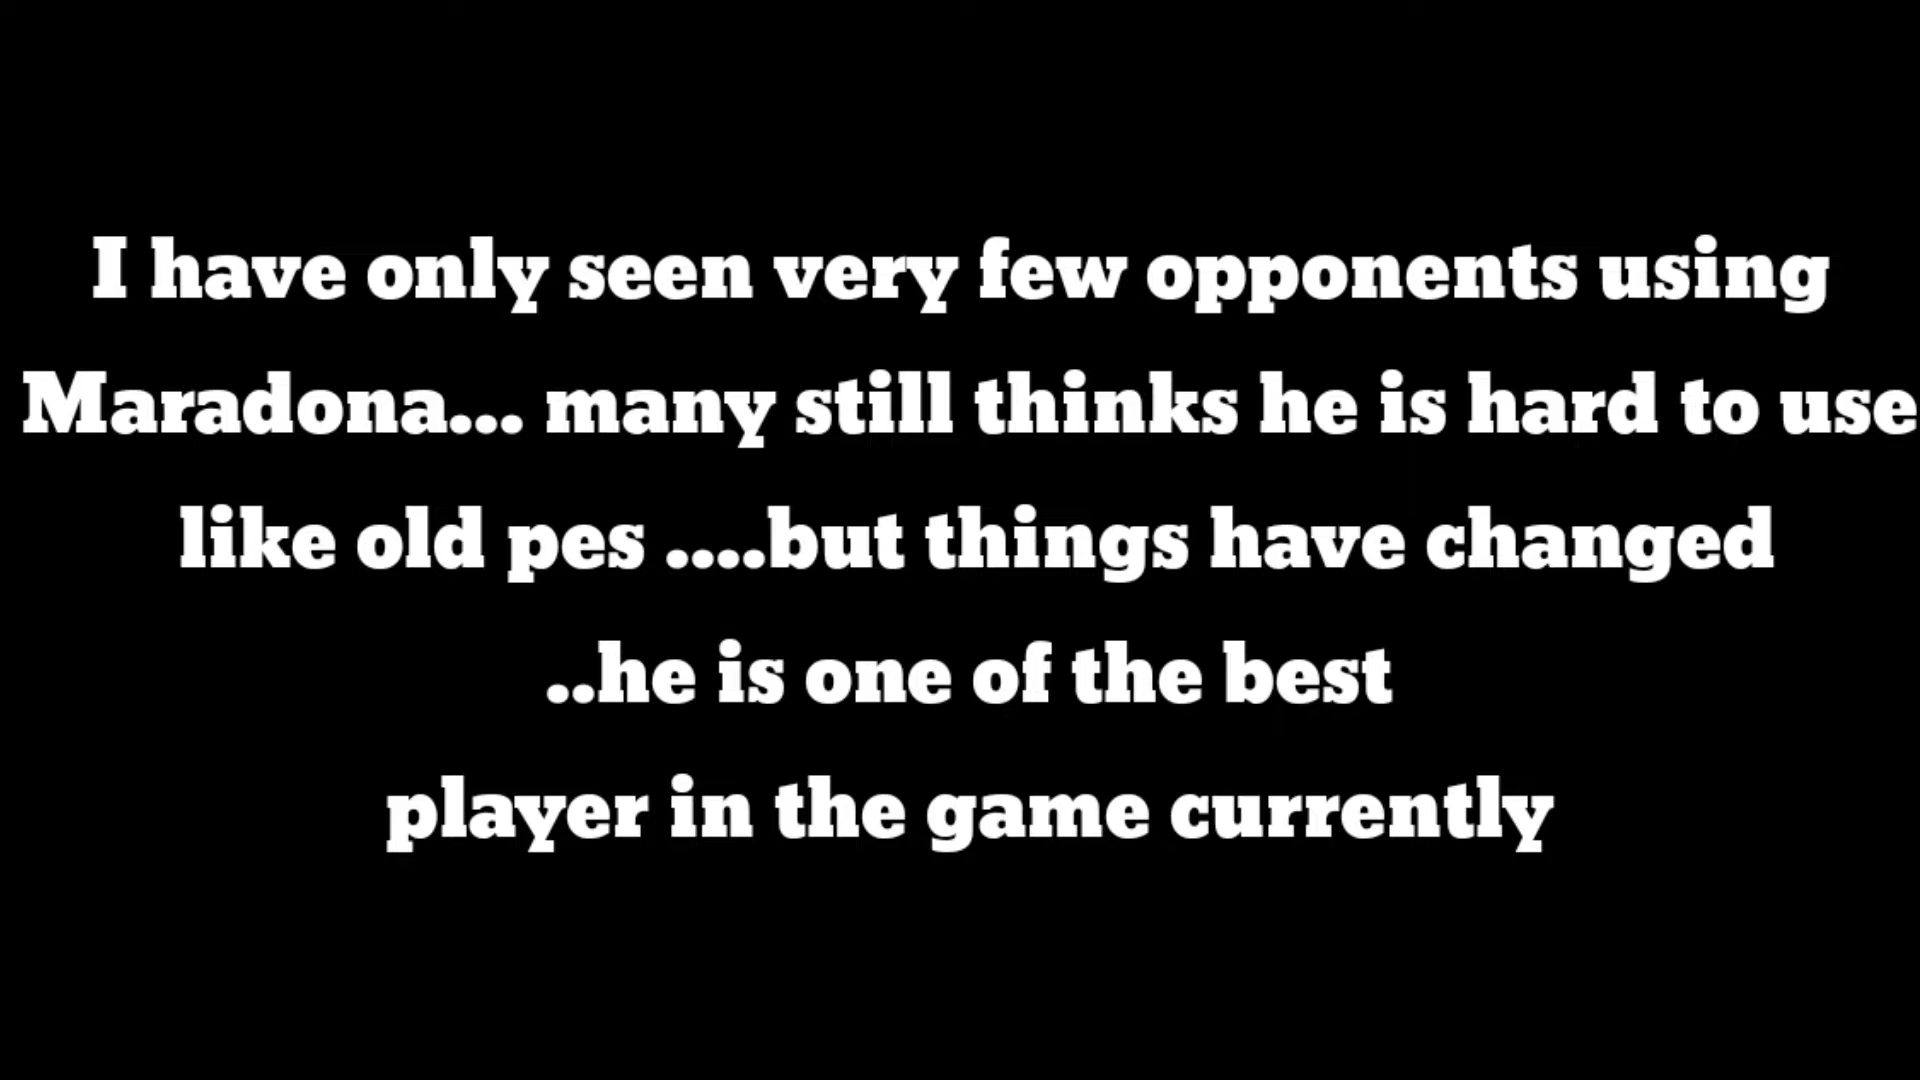 I have only seen very few opponents using
Maradona... many still thinks he is hard to use
like old pes ....but things have changed
..he is one of the best
player in the game currently